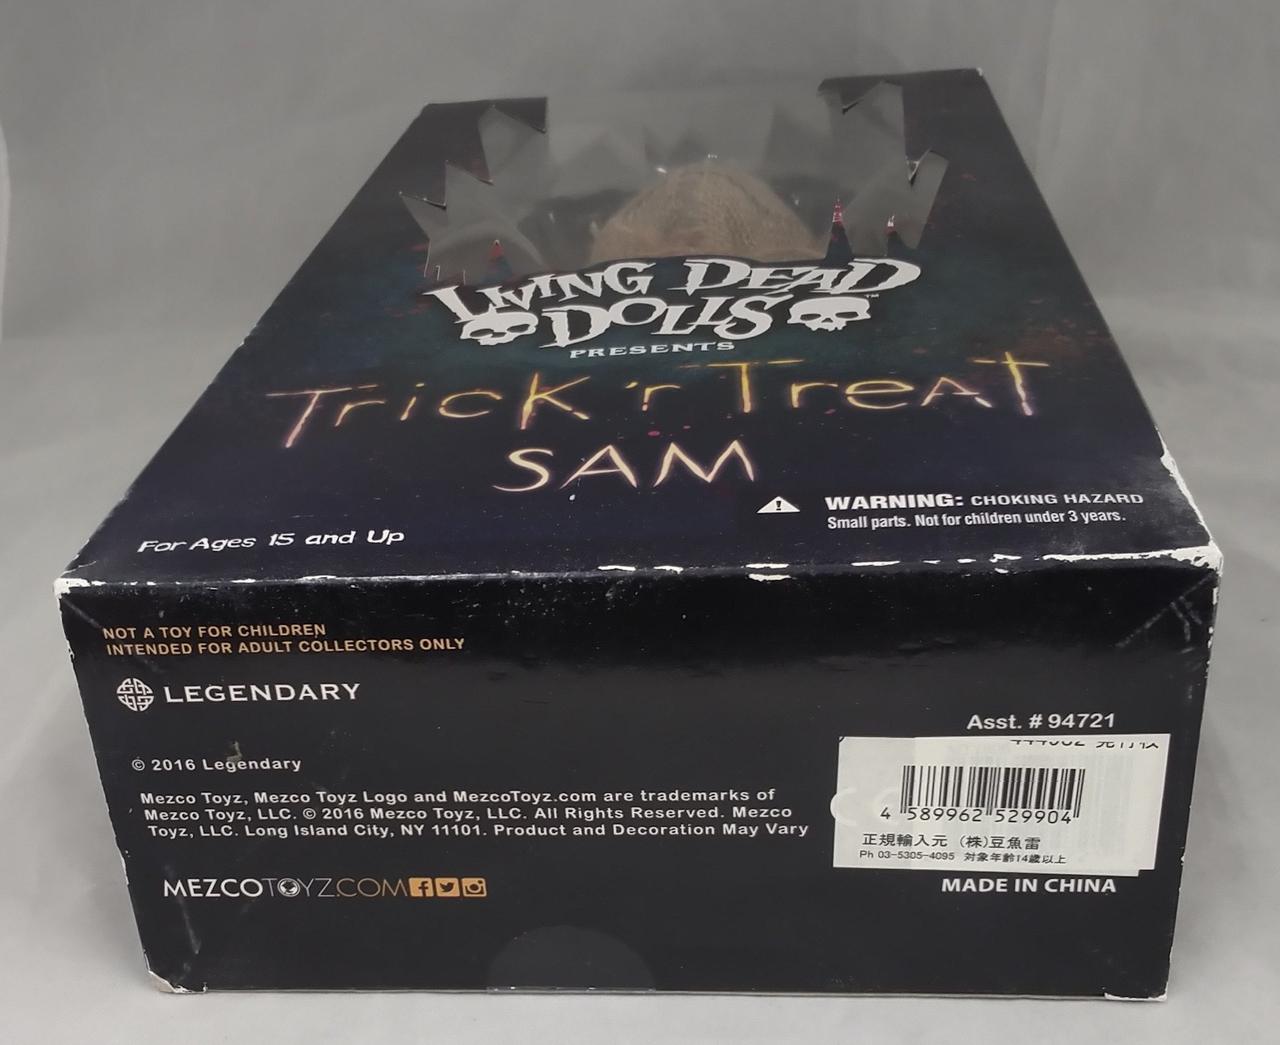 LIVING DEAD
DOLLS™
PRESENTS
Trick 'r Treat
SAM
WARNING: CHOKING HAZARD
Small parts. Not for children under 3 years.
For Ages 15 and Up
NOT A TOY FOR CHILDREN
INTENDED FOR ADULT COLLECTORS ONLY
LEGENDARY
© 2016 Legendary
Mezco Toyz, Mezco Toyz Logo and MezcoToyz.com are trademarks of
Mezco Toyz, LLC. © 2016 Mezco Toyz, LLC. All Rights Reserved. Mezco
Toyz, LLC. Long Island City, NY 11101. Product and Decoration May Vary
MEZCOTOYZ.COM
Asst. # 94721
4 589962 529904
正規輸入元 (株)豆魚雷
Ph 03-5305-4095 対象年齢14歳以上
MADE IN CHINA